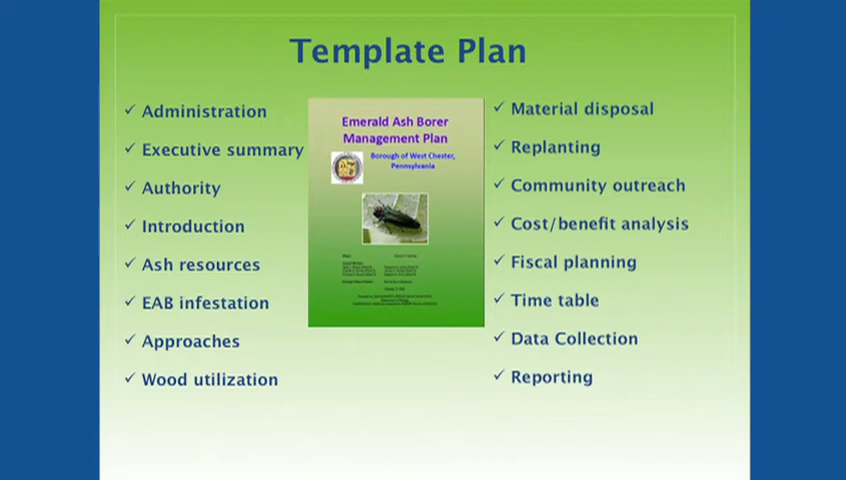 Template Plan
Administration
Executive summary
Authority
Introduction
Ash resources
EAB infestation
Approaches
Wood utilization
Emerald Ash Borer
Management Plan
Borough of West Chester,
Pennsylvania
Material disposal
Replanting
Community outreach
Cost/benefit analysis
Fiscal planning
Time table
Data Collection
Reporting